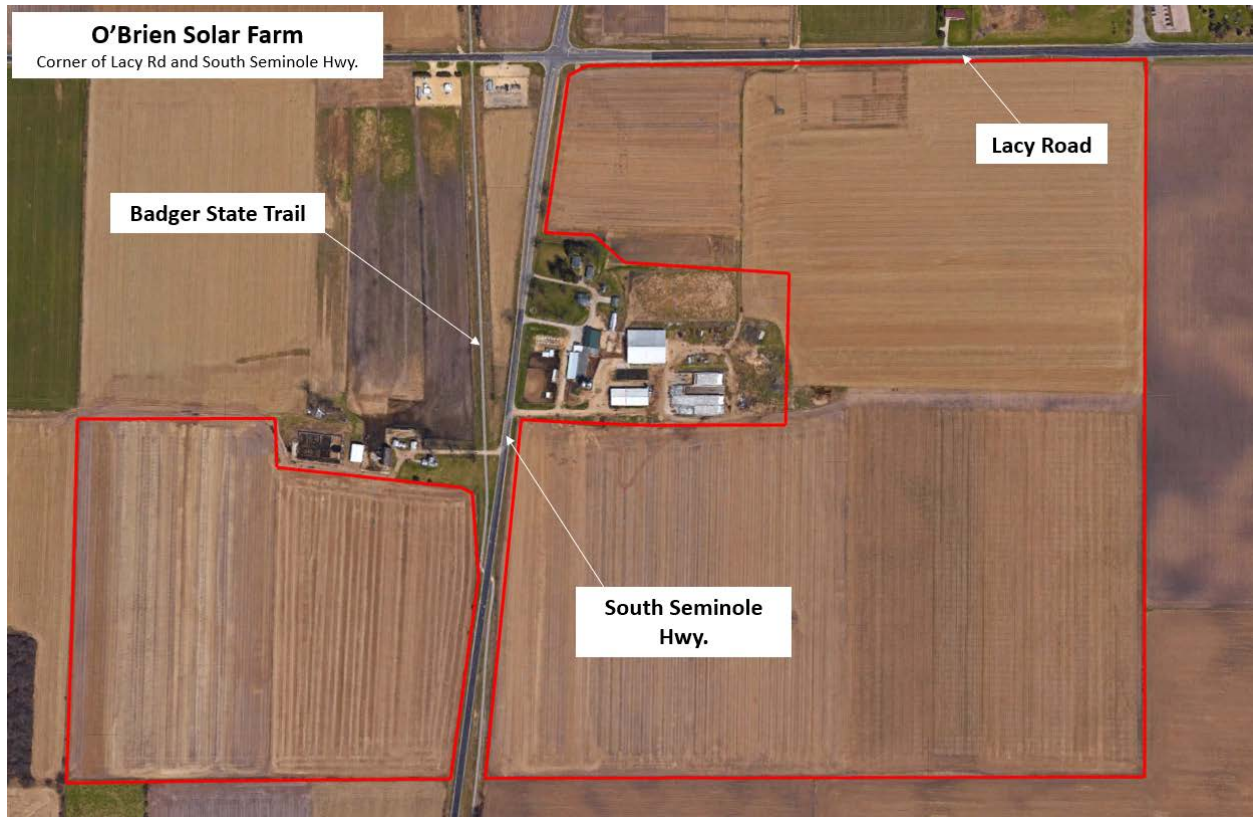 O’Brien Solar Farm
Corner of Lacy Rd and South Seminole Hwy.
Lacy Road
Badger State Trail
South Seminole
Hwy.